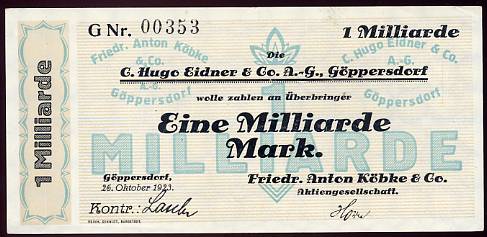 G Nr. 00353
1 Milliarde
Friedr. Anton Köbke
& Co.
A.-G.
Göppersdorf
C. Hugo Eidner & Co.
A.-G.
Göppersdorf
Die
C. Hugo Eidner & Co. A.-G., Göppersdorf
wolle zahlen an Überbringer
1
MILLIARDE
Eine Milliarde
Mark.
Göppersdorf,
26. Oktober 1923.
Friedr. Anton Köbke & Co.
Aktiengesellschaft.
Kontr.:
1 Milliarde